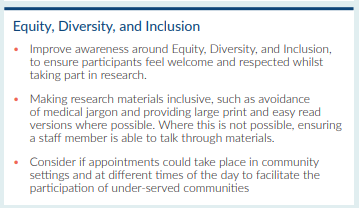 Equity, Diversity, and Inclusion
• Improve awareness around Equity, Diversity, and Inclusion,
to ensure participants feel welcome and respected whilst
taking part in research.
• Making research materials inclusive, such as avoidance
of medical jargon and providing large print and easy read
versions where possible. Where this is not possible, ensuring
a staff member is able to talk through materials.
• Consider if appointments could take place in community
settings and at different times of the day to facilitate the
participation of under-served communities